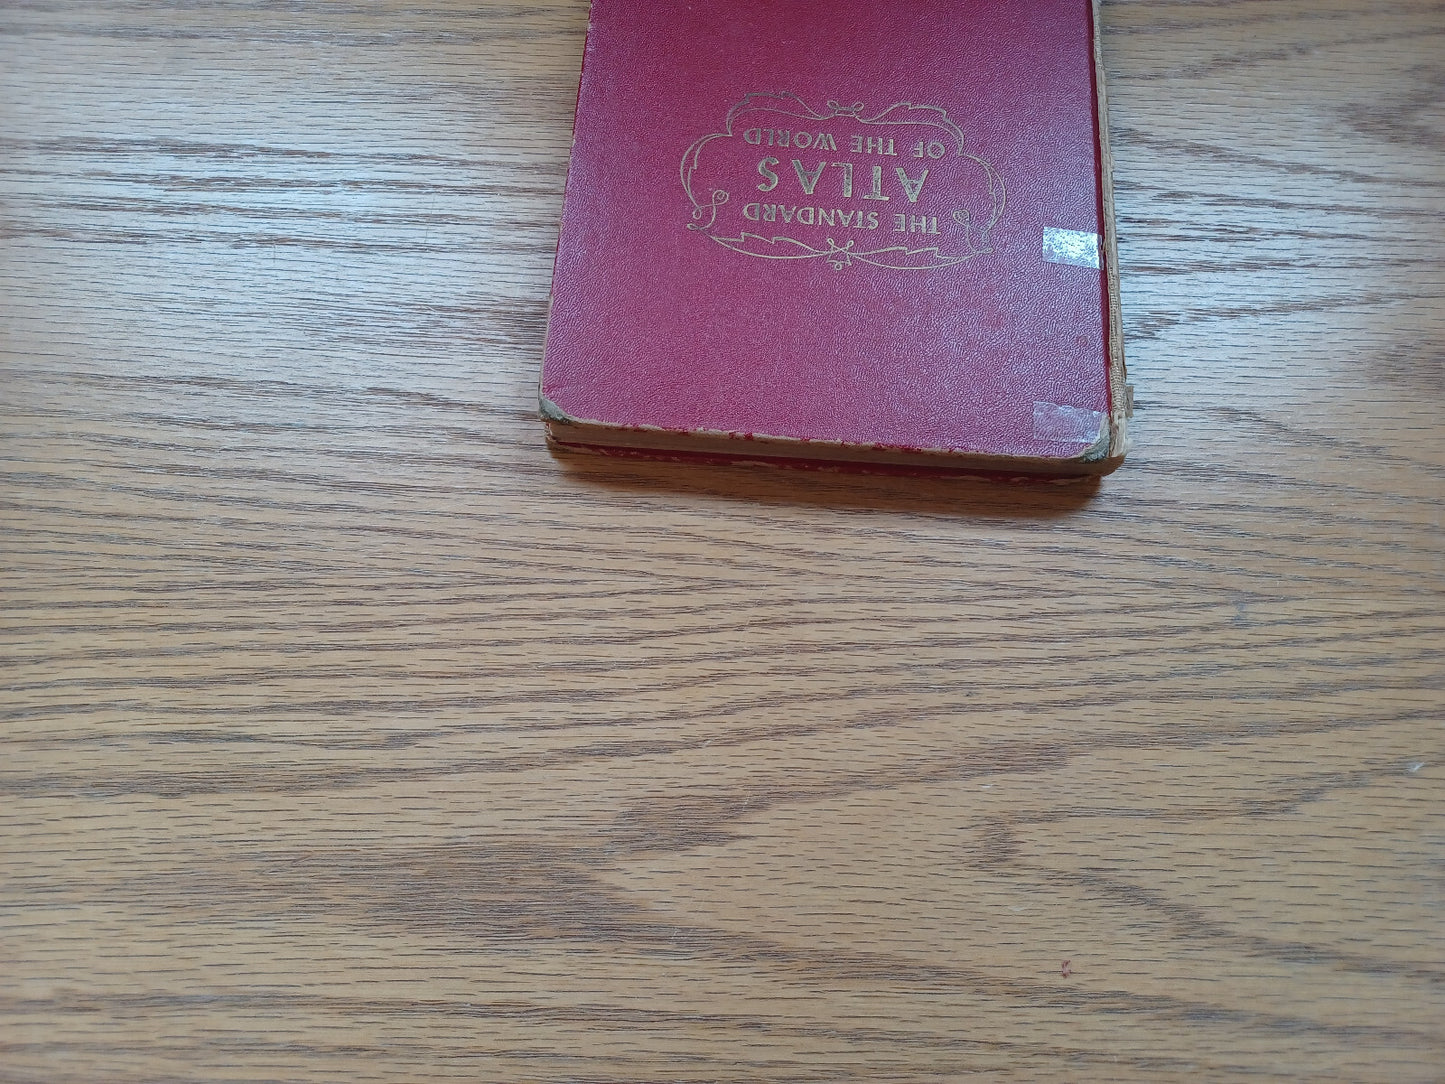 THE STANDARD
ATLAS
OF THE WORLD